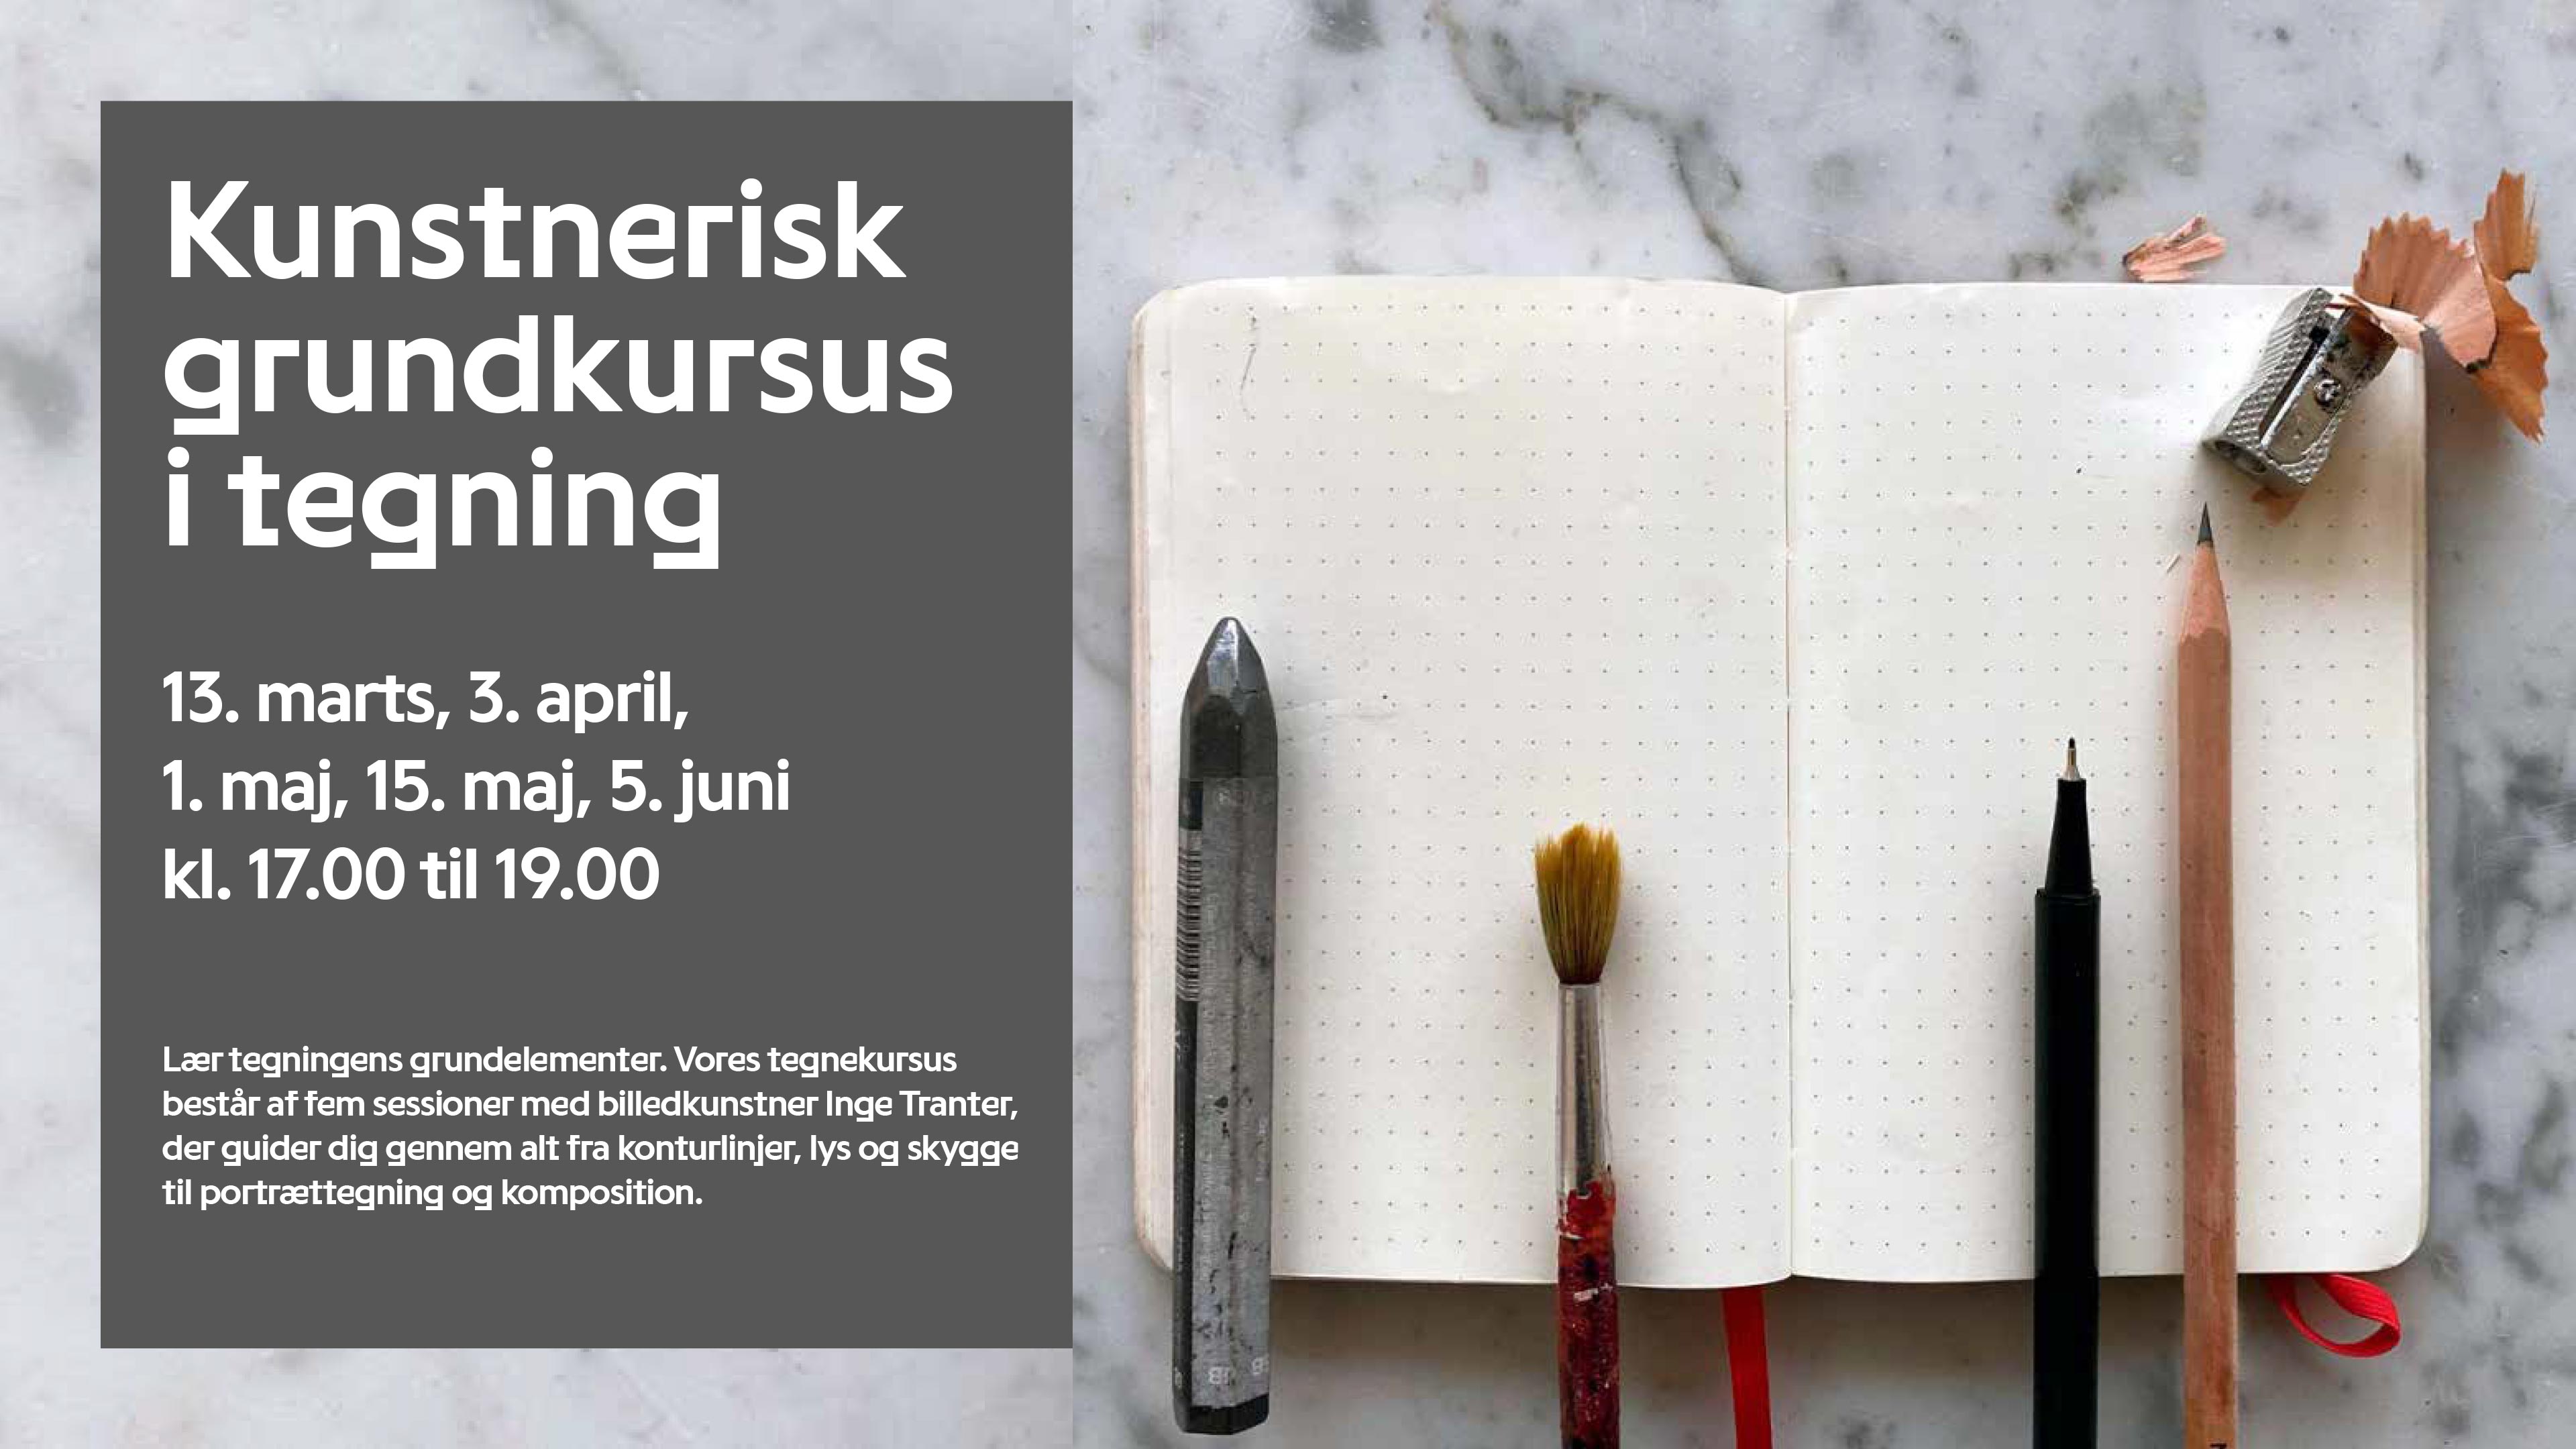 Kunstnerisk
grundkursus
i tegning
13. marts, 3. april,
1. maj, 15. maj, 5. juni
kl. 17.00 til 19.00
Lær tegningens grundelementer. Vores tegnekursus
består af fem sessioner med billedkunstner Inge Tranter,
der guider dig gennem alt fra konturlinjer, lys og skygge
til portrættegning og komposition.